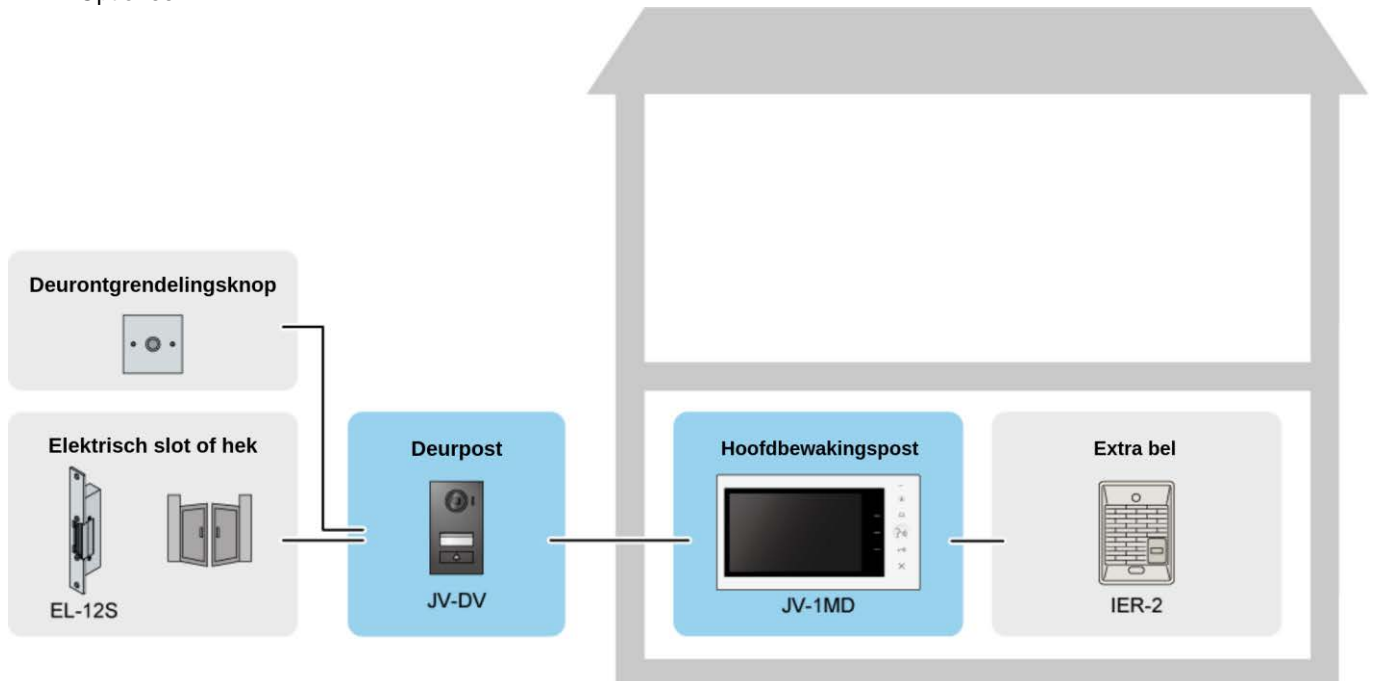 Deurontgrendelingsknop
Elektrisch slot of hek
EL-12S
Deurpost
JV-DV
Hoofdbewakingspost
JV-1MD
Extra bel
IER-2